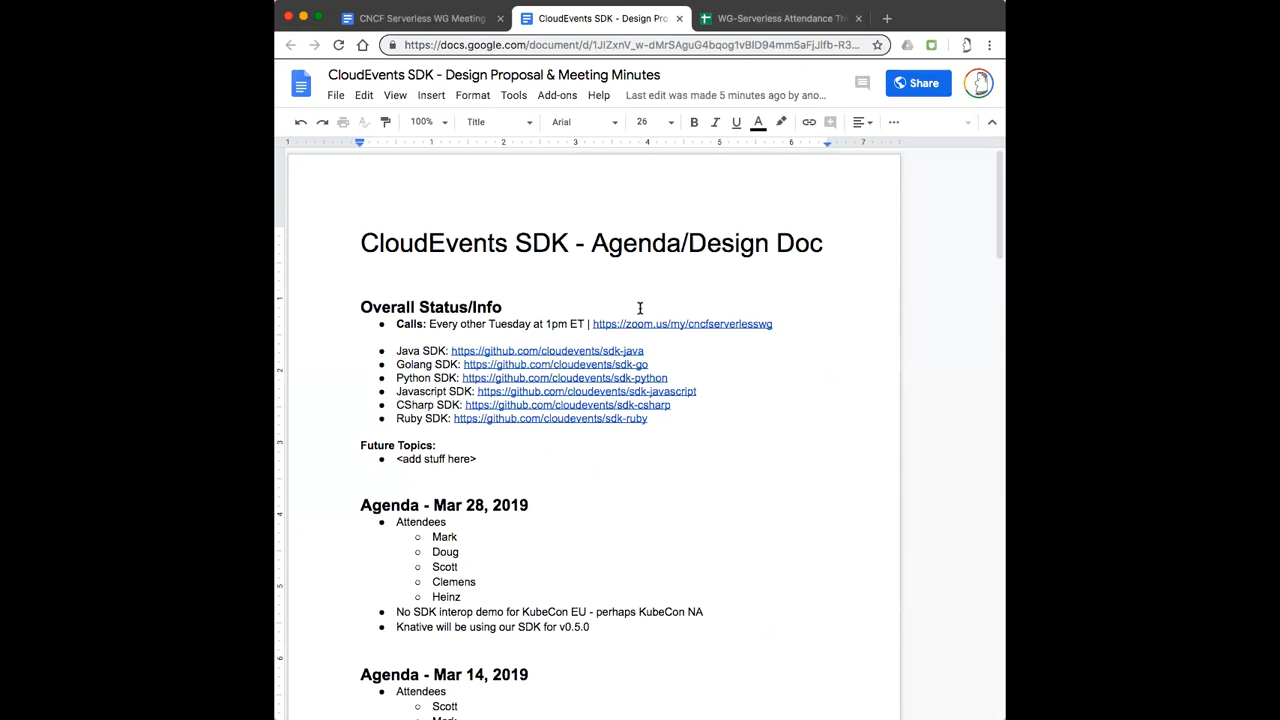 CNCF Serverless WG Meeting
CloudEvents SDK - Design Pro
WG-Serverless Attendance Tr
https://docs.google.com/document/d/1JIZxnV_w-dMrSAguG4bqog1vBID94mm5aFjJlfb-R3...
CloudEvents SDK - Design Proposal & Meeting Minutes
Share
File Edit View Insert Format Tools Add-ons Help Last edit was made 5 minutes ago by ano...
100% Title Arial 26 B I U A
1 1 2 3 4 5 6 7
CloudEvents SDK - Agenda/Design Doc
Overall Status/Info
● Calls: Every other Tuesday at 1pm ET | https://zoom.us/my/cncfserverlesswg
● Java SDK: https://github.com/cloudevents/sdk-java
● Golang SDK: https://github.com/cloudevents/sdk-go
● Python SDK: https://github.com/cloudevents/sdk-python
● Javascript SDK: https://github.com/cloudevents/sdk-javascript
● CSharp SDK: https://github.com/cloudevents/sdk-csharp
● Ruby SDK: https://github.com/cloudevents/sdk-ruby
Future Topics:
● <add stuff here>
Agenda - Mar 28, 2019
● Attendees
○ Mark
○ Doug
○ Scott
○ Clemens
○ Heinz
● No SDK interop demo for KubeCon EU - perhaps KubeCon NA
● Knative will be using our SDK for v0.5.0
Agenda - Mar 14, 2019
● Attendees
○ Scott